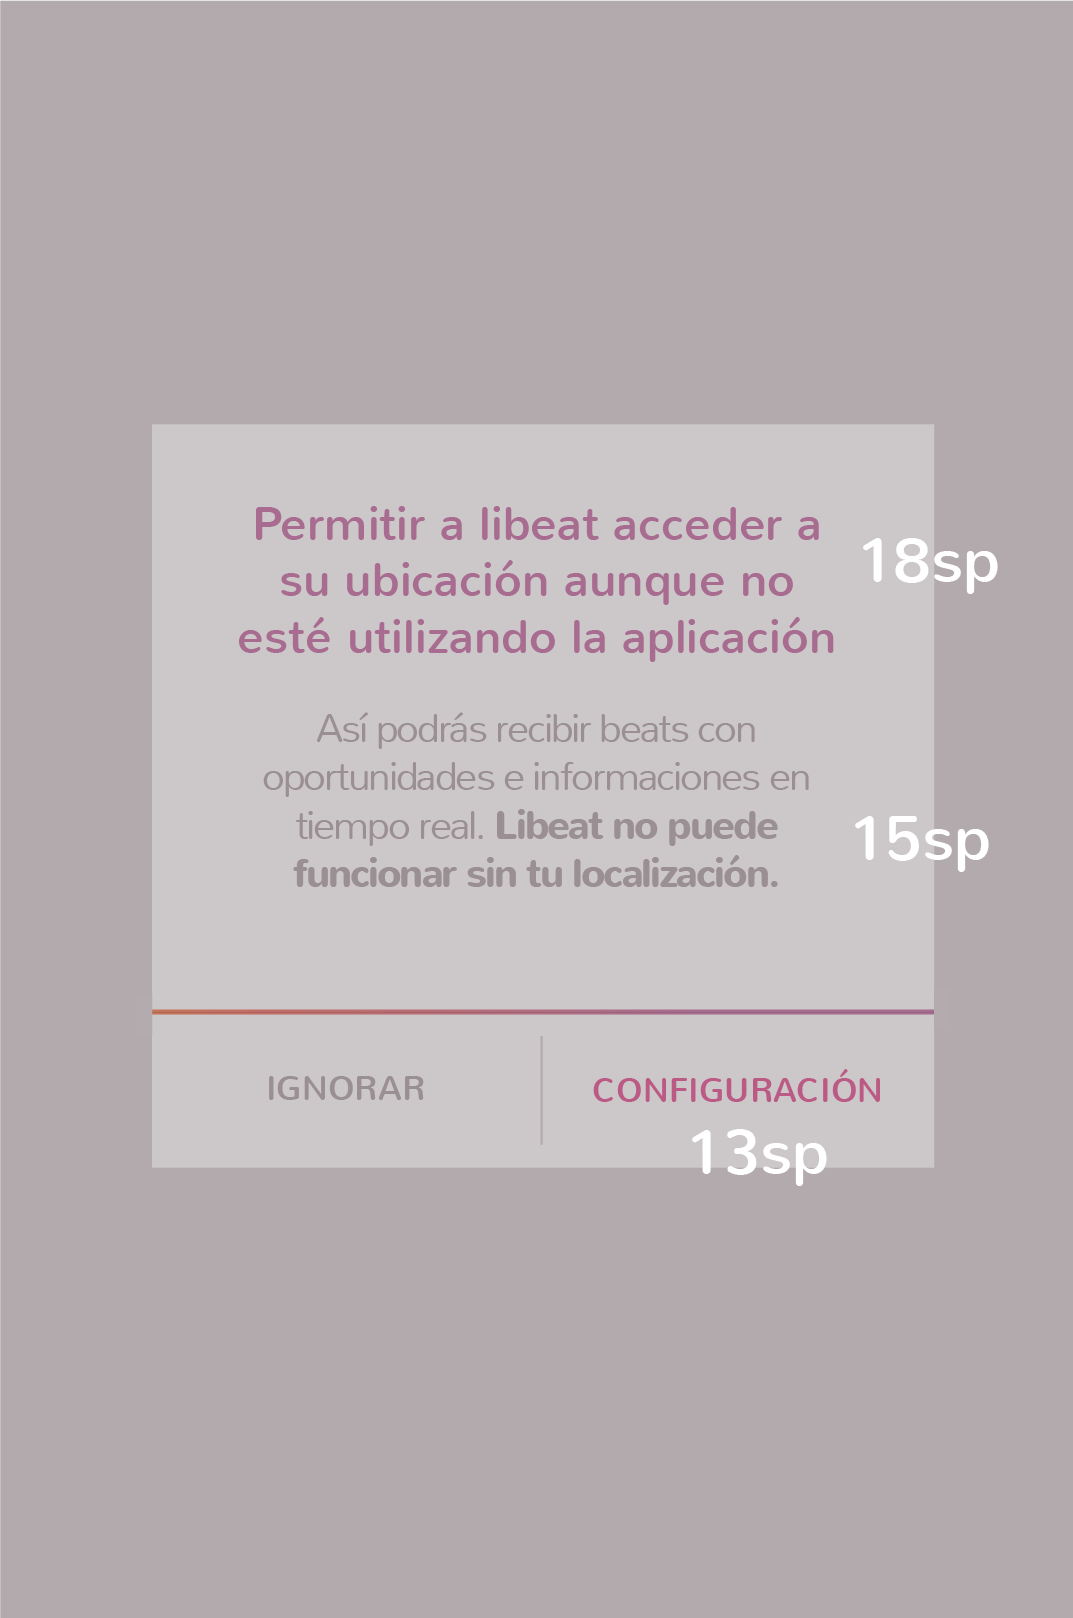 Permitir a libeat acceder a
su ubicación aunque no
esté utilizando la aplicación
18sp
Así podrás recibir beats con
oportunidades e informaciones en
tiempo real. Libeat no puede
funcionar sin tu localización.
15sp
IGNORAR
CONFIGURACIÓN
13sp